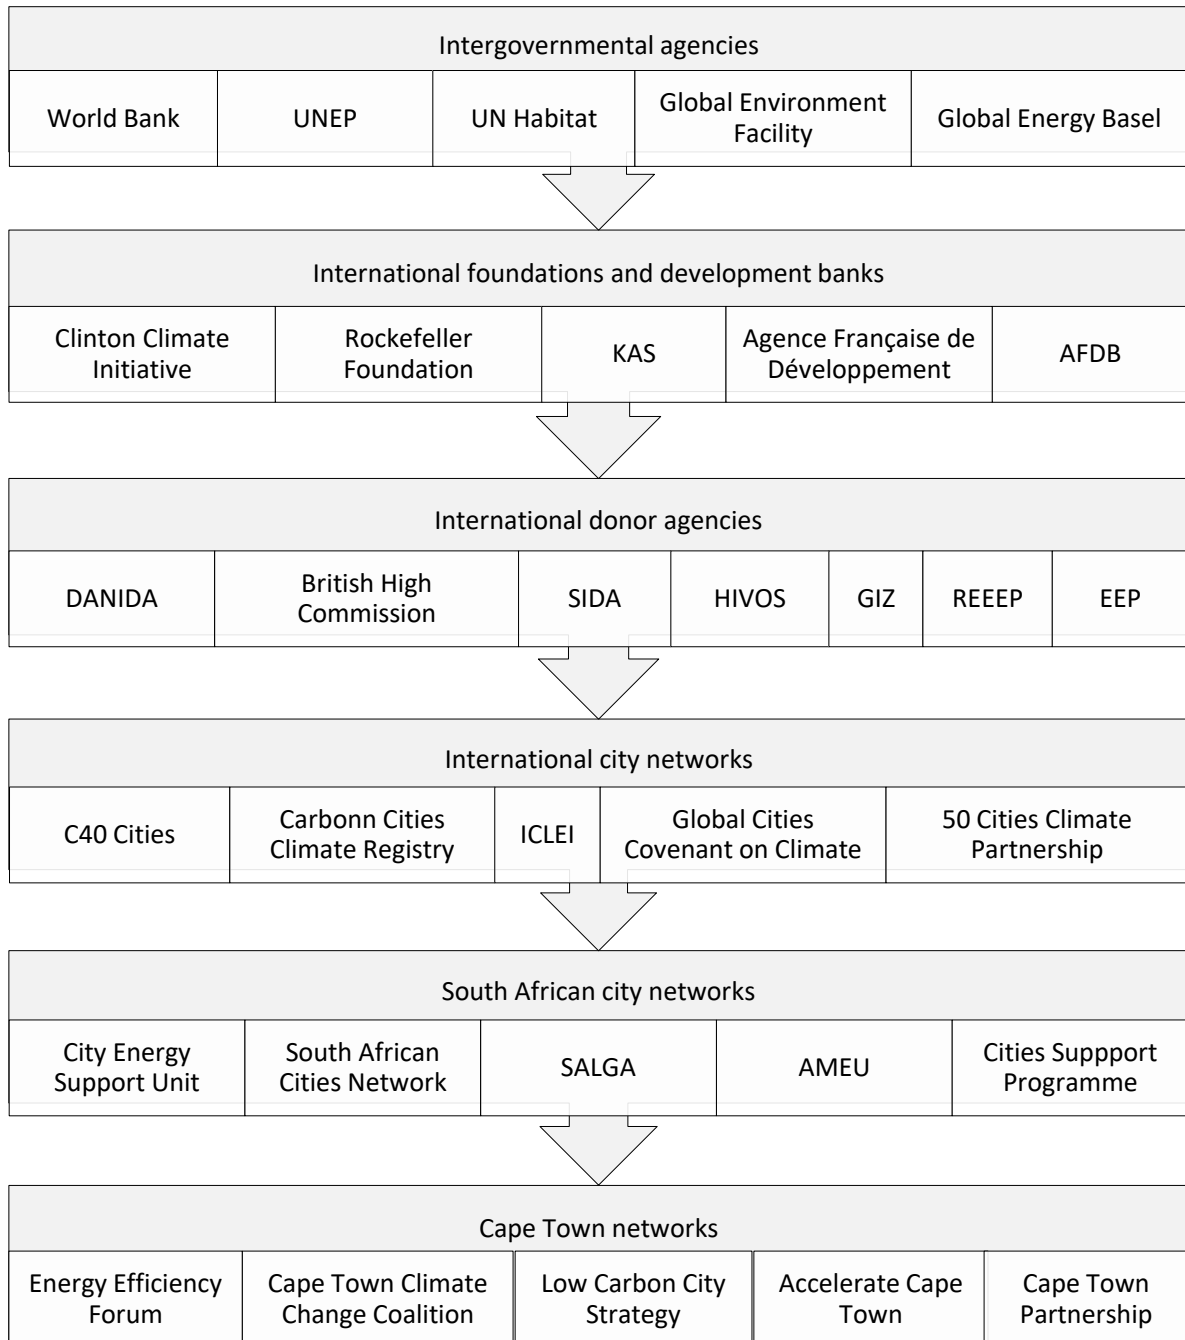 Intergovernmental agencies
World Bank
UNEP
UN Habitat
Global Environment
Facility
Global Energy Basel
International foundations and development banks
Clinton Climate
Initiative
Rockefeller
Foundation
KAS
Agence Française de
Développement
AFDB
International donor agencies
DANIDA
British High
Commission
SIDA
HIVOS
GIZ
REEEP
EEP
International city networks
C40 Cities
Carbonn Cities
Climate Registry
ICLEI
Global Cities
Covenant on Climate
50 Cities Climate
Partnership
South African city networks
City Energy
Support Unit
South African
Cities Network
SALGA
AMEU
Cities Suppport
Programme
Cape Town networks
Energy Efficiency
Forum
Cape Town Climate
Change Coalition
Low Carbon City
Strategy
Accelerate Cape
Town
Cape Town
Partnership